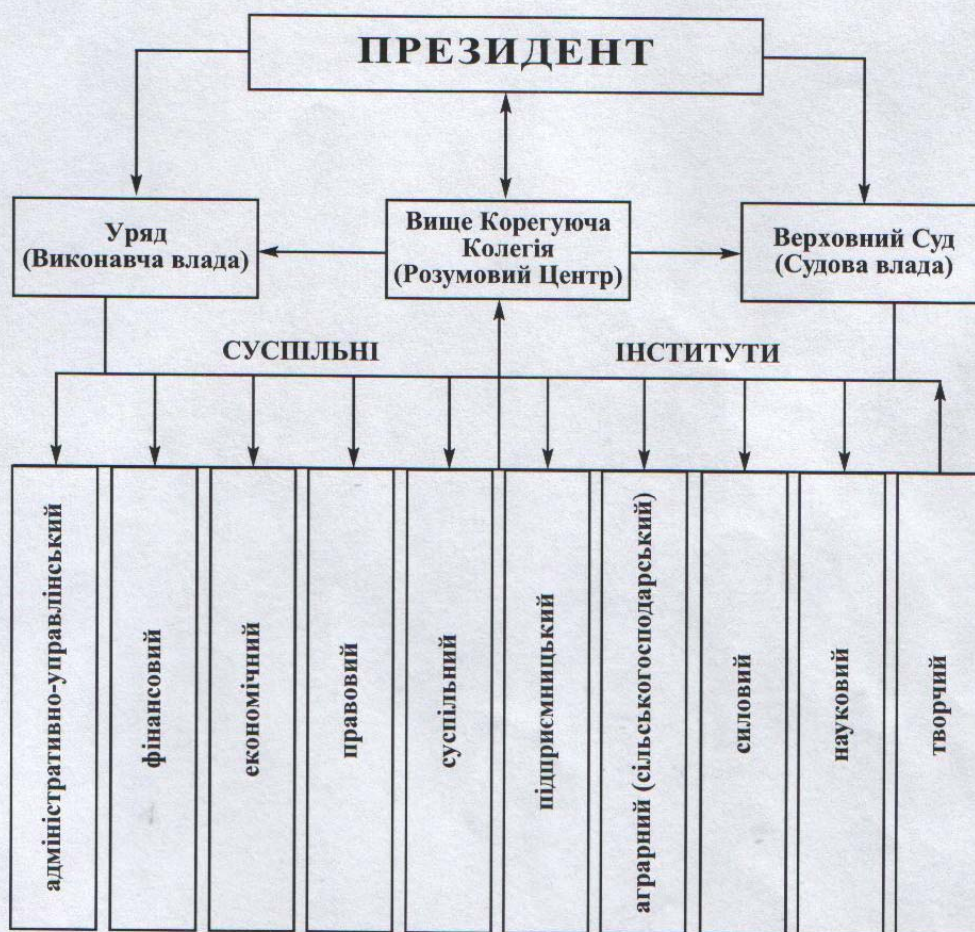 ПРЕЗИДЕНТ
Уряд
(Виконавча влада)
Вище Корегуюча
Колегія
(Розумовий Центр)
Верховний Суд
(Судова влада)
СУСПІЛЬНІ ІНСТИТУТИ
адміністративно-управлінський
фінансовий
економічний
правовий
суспільний
підприємницький
аграрний (сільськогосподарський)
силовий
науковий
творчий